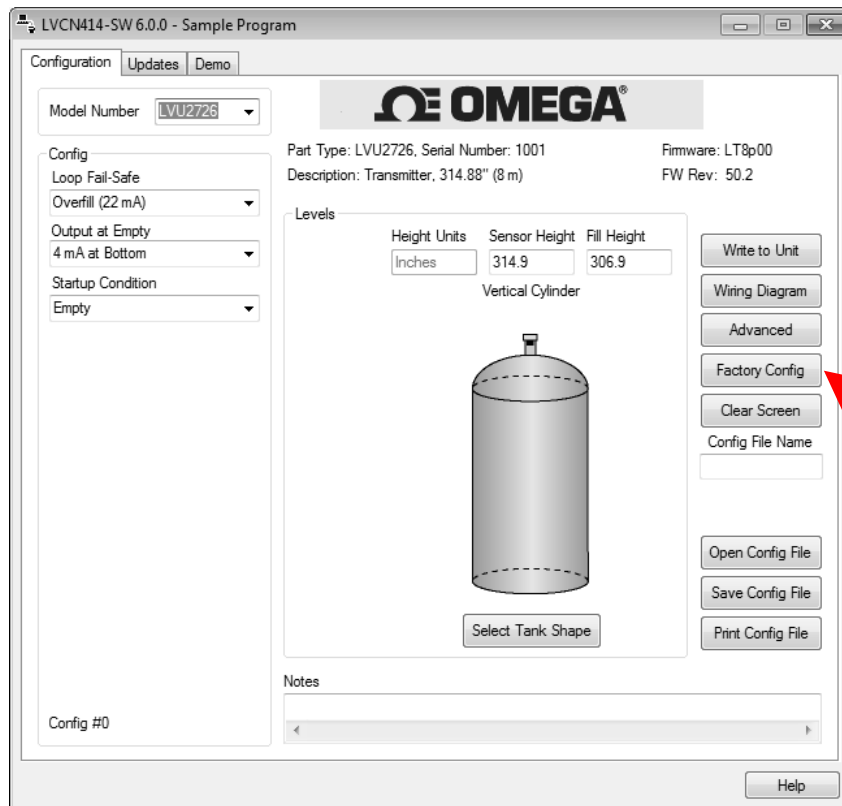 LVCN414-SW 6.0.0 - Sample Program
Configuration Updates Demo
Model Number LVU2726
Config
Loop Fail-Safe
Overfill (22 mA)
Output at Empty
4 mA at Bottom
Startup Condition
Empty
Config #0
ΩE OMEGA®
Part Type: LVU2726, Serial Number: 1001
Firmware: LT8p00
Description: Transmitter, 314.88" (8 m)
FW Rev: 50.2
Levels
Height Units Sensor Height Fill Height
Inches 314.9 306.9
Vertical Cylinder
Select Tank Shape
Write to Unit
Wiring Diagram
Advanced
Factory Config
Clear Screen
Config File Name
Open Config File
Save Config File
Print Config File
Notes
Help